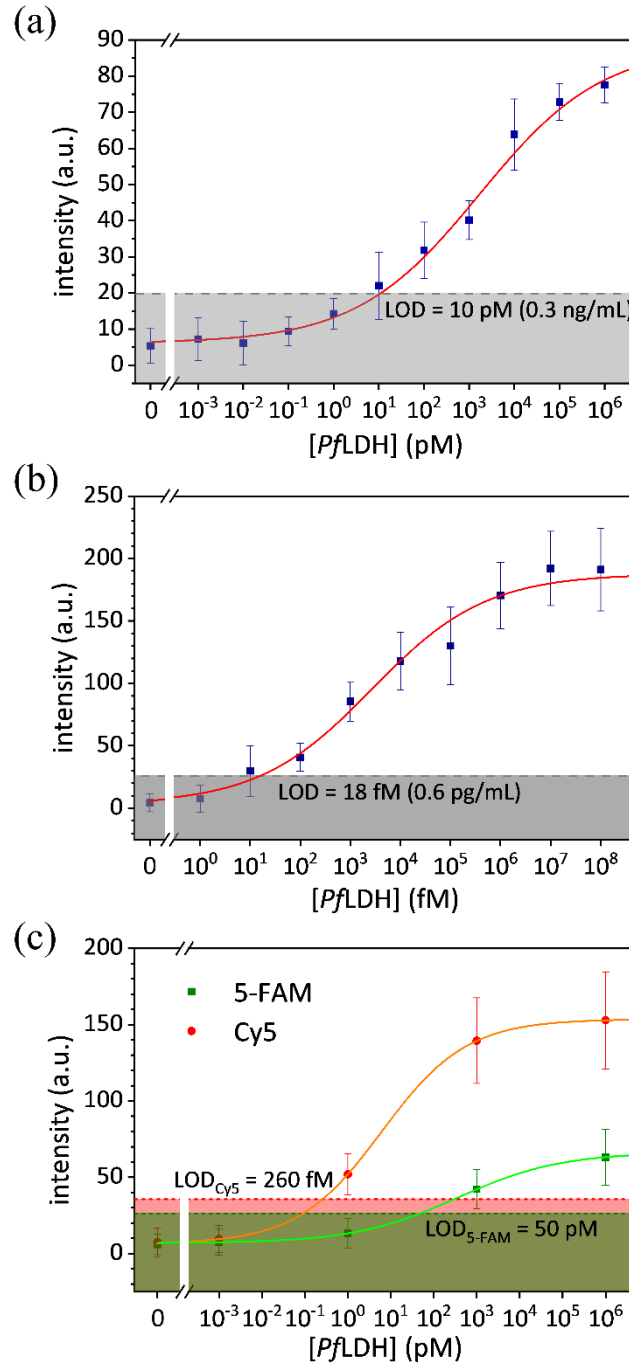 (a)
90
80
70
60
50
40
30
20
10
0
intensity (a.u.)
LOD = 10 pM (0.3 ng/mL)
0 10⁻³ 10⁻² 10⁻¹ 10⁰ 10¹ 10² 10³ 10⁴ 10⁵ 10⁶
[PfLDH] (pM)
(b)
250
200
150
100
50
0
intensity (a.u.)
LOD = 18 fM (0.6 pg/mL)
0 10⁰ 10¹ 10² 10³ 10⁴ 10⁵ 10⁶ 10⁷ 10⁸
[PfLDH] (fM)
(c)
200
150
100
50
0
intensity (a.u.)
5-FAM
Cy5
LOD_Cy5 = 260 fM
LOD_5-FAM = 50 pM
0 10⁻³ 10⁻² 10⁻¹ 10⁰ 10¹ 10² 10³ 10⁴ 10⁵ 10⁶
[PfLDH] (pM)